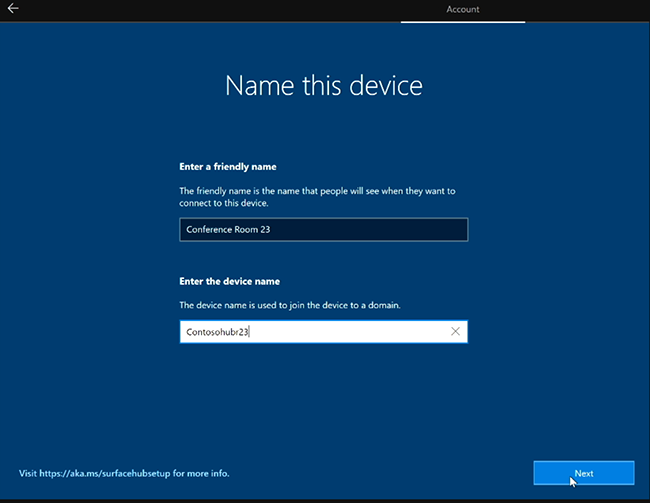 Account
Name this device
Enter a friendly name
The friendly name is the name that people will see when they want to
connect to this device.
Conference Room 23
Enter the device name
The device name is used to join the device to a domain.
Contosohubr23
Visit https://aka.ms/surfacehubsetup for more info.
Next